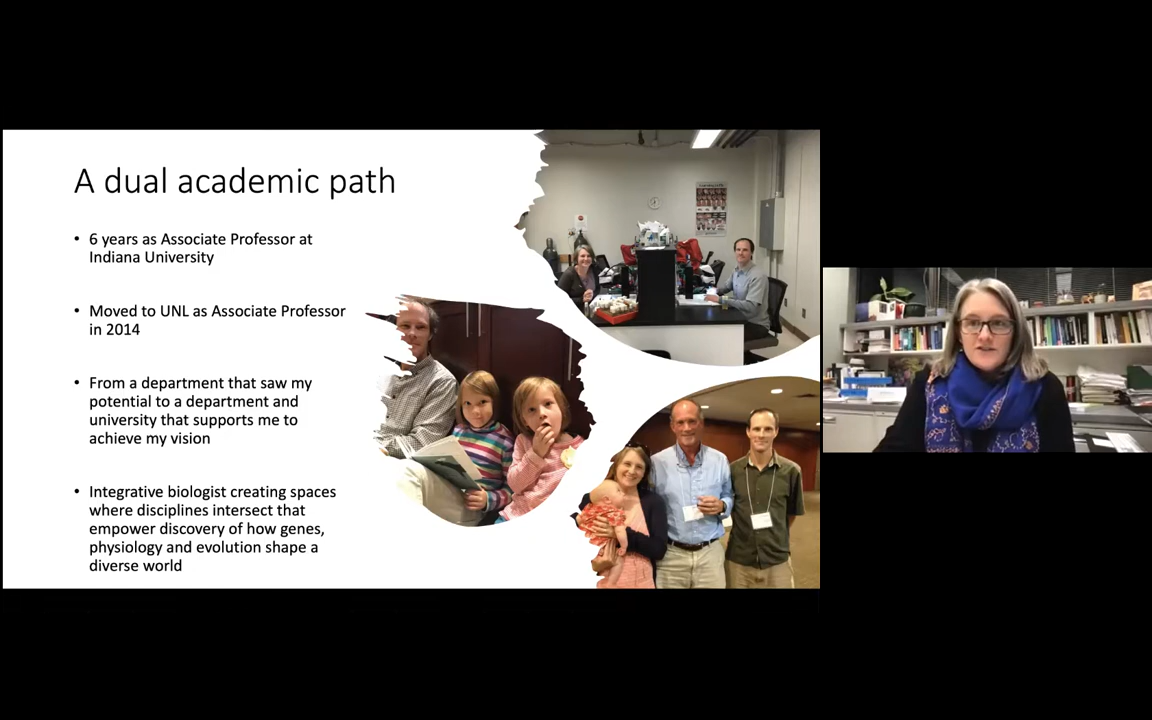 A dual academic path
• 6 years as Associate Professor at
Indiana University
• Moved to UNL as Associate Professor
in 2014
• From a department that saw my
potential to a department and
university that supports me to
achieve my vision
• Integrative biologist creating spaces
where disciplines intersect that
empower discovery of how genes,
physiology and evolution shape a
diverse world